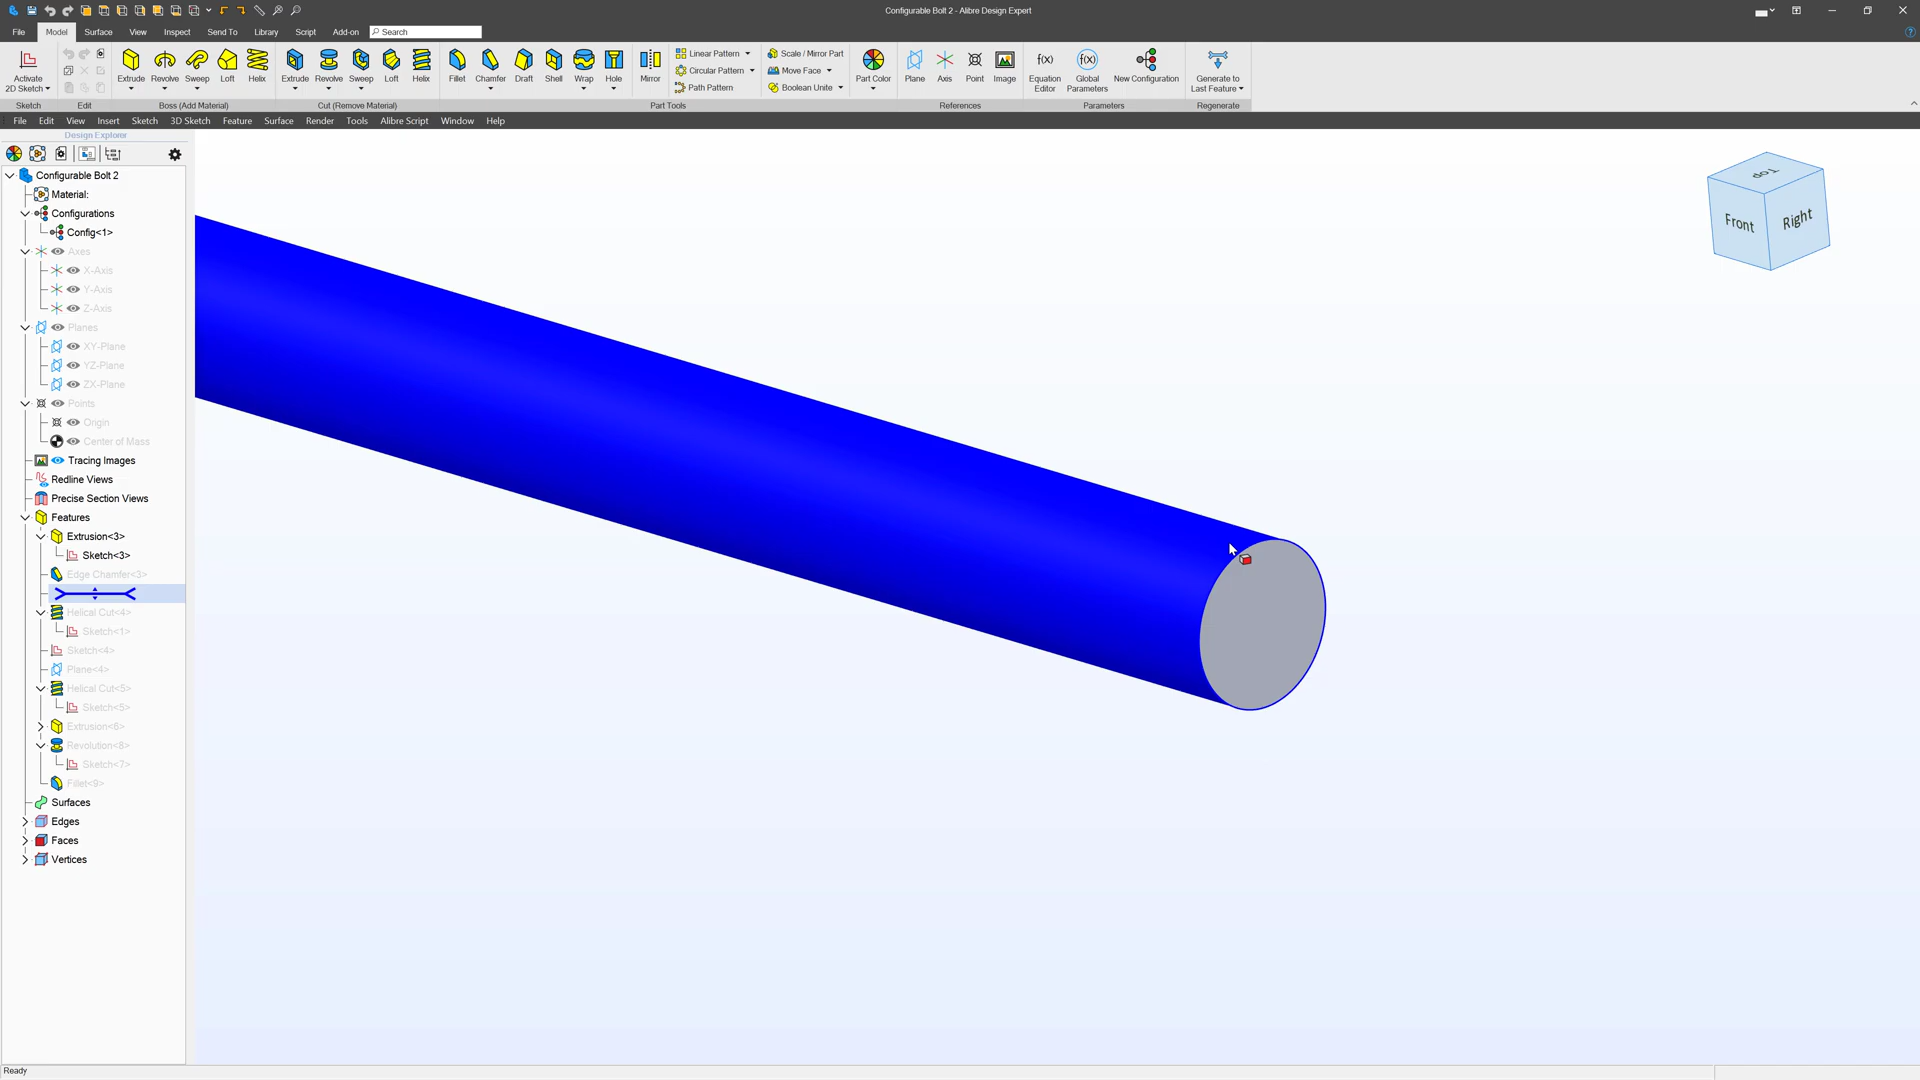 Configurable Bolt 2 - Alibre Design Expert
File Model Surface View Inspect Send To Library Script Add-on Search
Activate
2D Sketch
Extrude Revolve Sweep Loft Helix
Extrude Revolve Sweep Loft Helix
Fillet Chamfer Draft Shell Wrap Hole Mirror
Linear Pattern Scale / Mirror Part
Circular Pattern Move Face
Path Pattern Boolean Unite
Part Color
Plane Axis Point Image
Equation
Editor
Global
Parameters
New Configuration
Generate to
Last Feature
f(x) f(x)
Sketch Edit Boss (Add Material) Cut (Remove Material) Part Tools References Parameters Regenerate
File Edit View Insert Sketch 3D Sketch Feature Surface Render Tools Alibre Script Window Help
Design Explorer
Configurable Bolt 2
Material:
Configurations
Config<1>
Axes
X-Axis
Y-Axis
Z-Axis
Planes
XY-Plane
YZ-Plane
ZX-Plane
Points
Origin
Center of Mass
Tracing Images
Redline Views
Precise Section Views
Features
Extrusion<3>
Sketch<3>
Edge Chamfer<3>
Helical Cut<4>
Sketch<1>
Sketch<4>
Plane<4>
Helical Cut<5>
Sketch<5>
Extrusion<6>
Revolution<8>
Sketch<7>
Fillet<9>
Surfaces
Edges
Faces
Vertices
Top
Front
Right
Ready